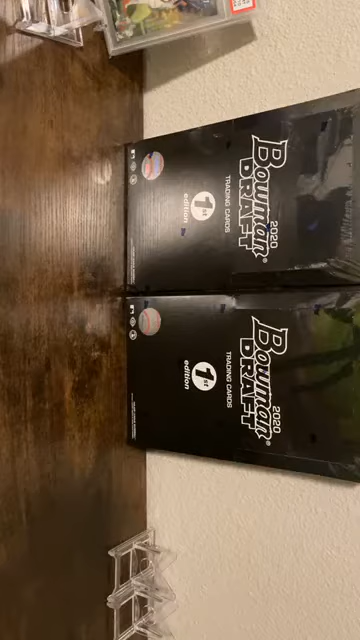 2020
Bowman®
DRAFT
TRADING CARDS
1st
edition
2020
Bowman®
DRAFT
TRADING CARDS
1st
edition